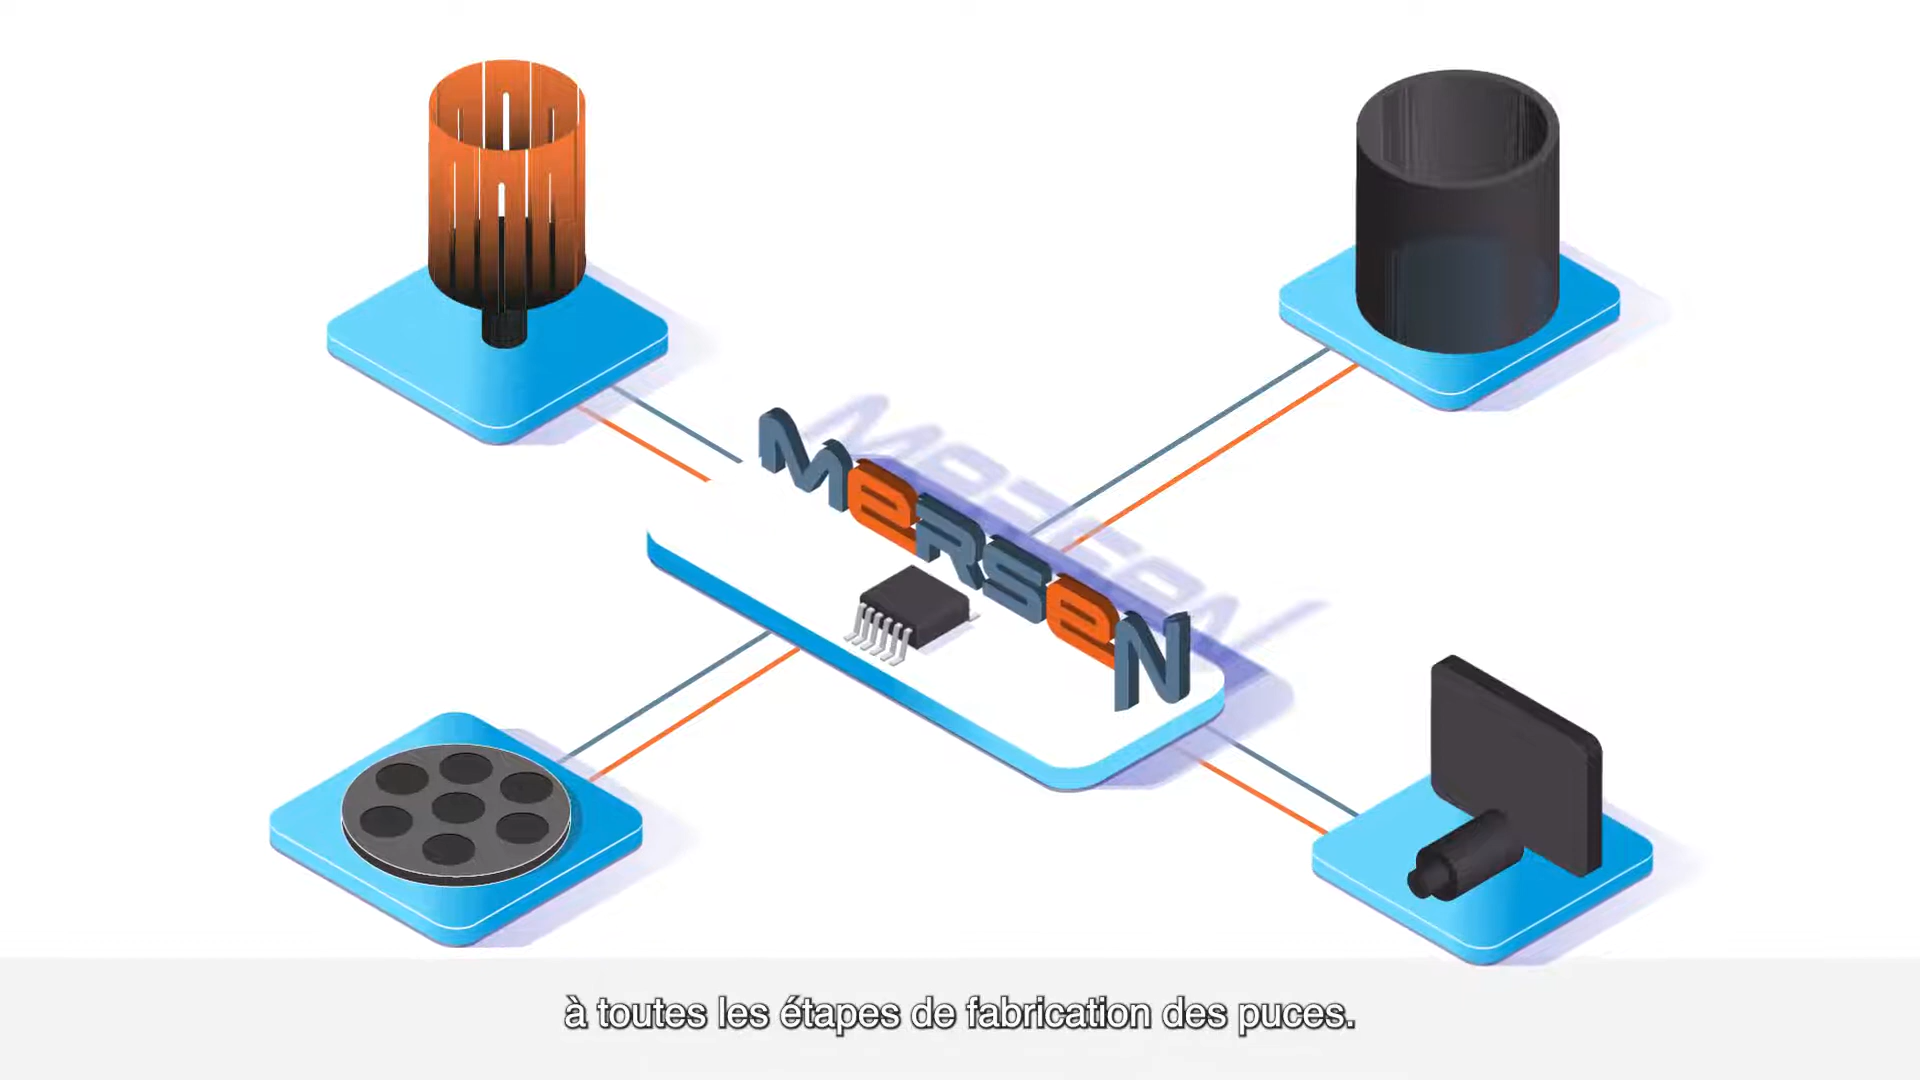 MERSEN
à toutes les étapes de fabrication des puces.